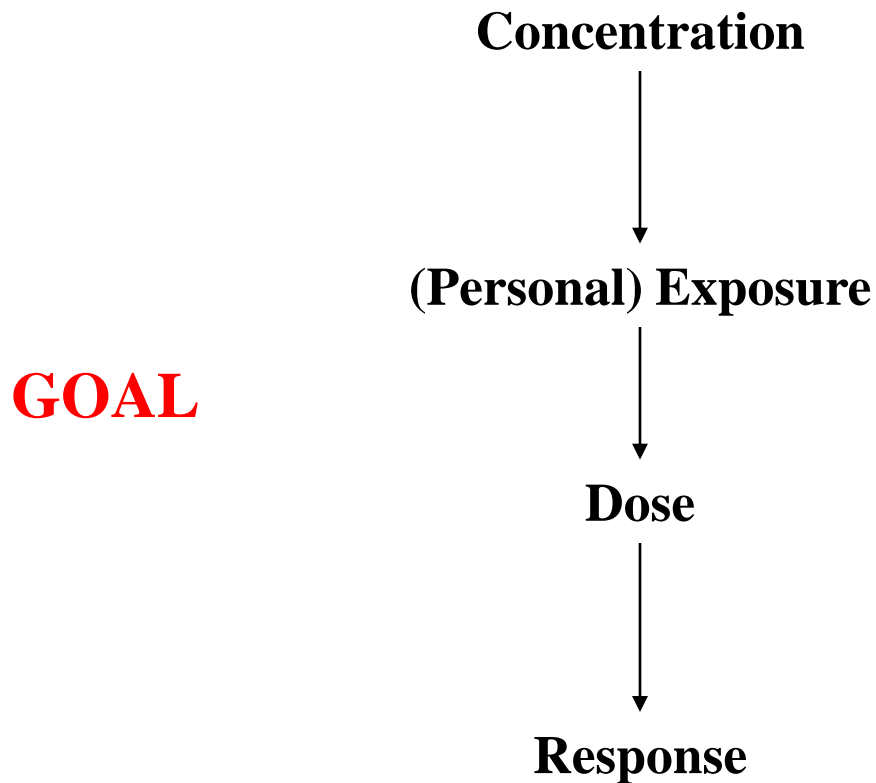 Concentration
(Personal) Exposure
GOAL
Dose
Response